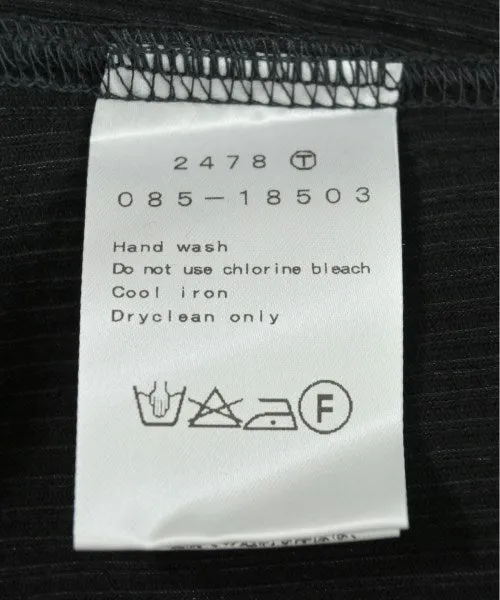 2478 Ⓣ
085-18503
Hand wash
Do not use chlorine bleach
Cool iron
Dryclean only
F